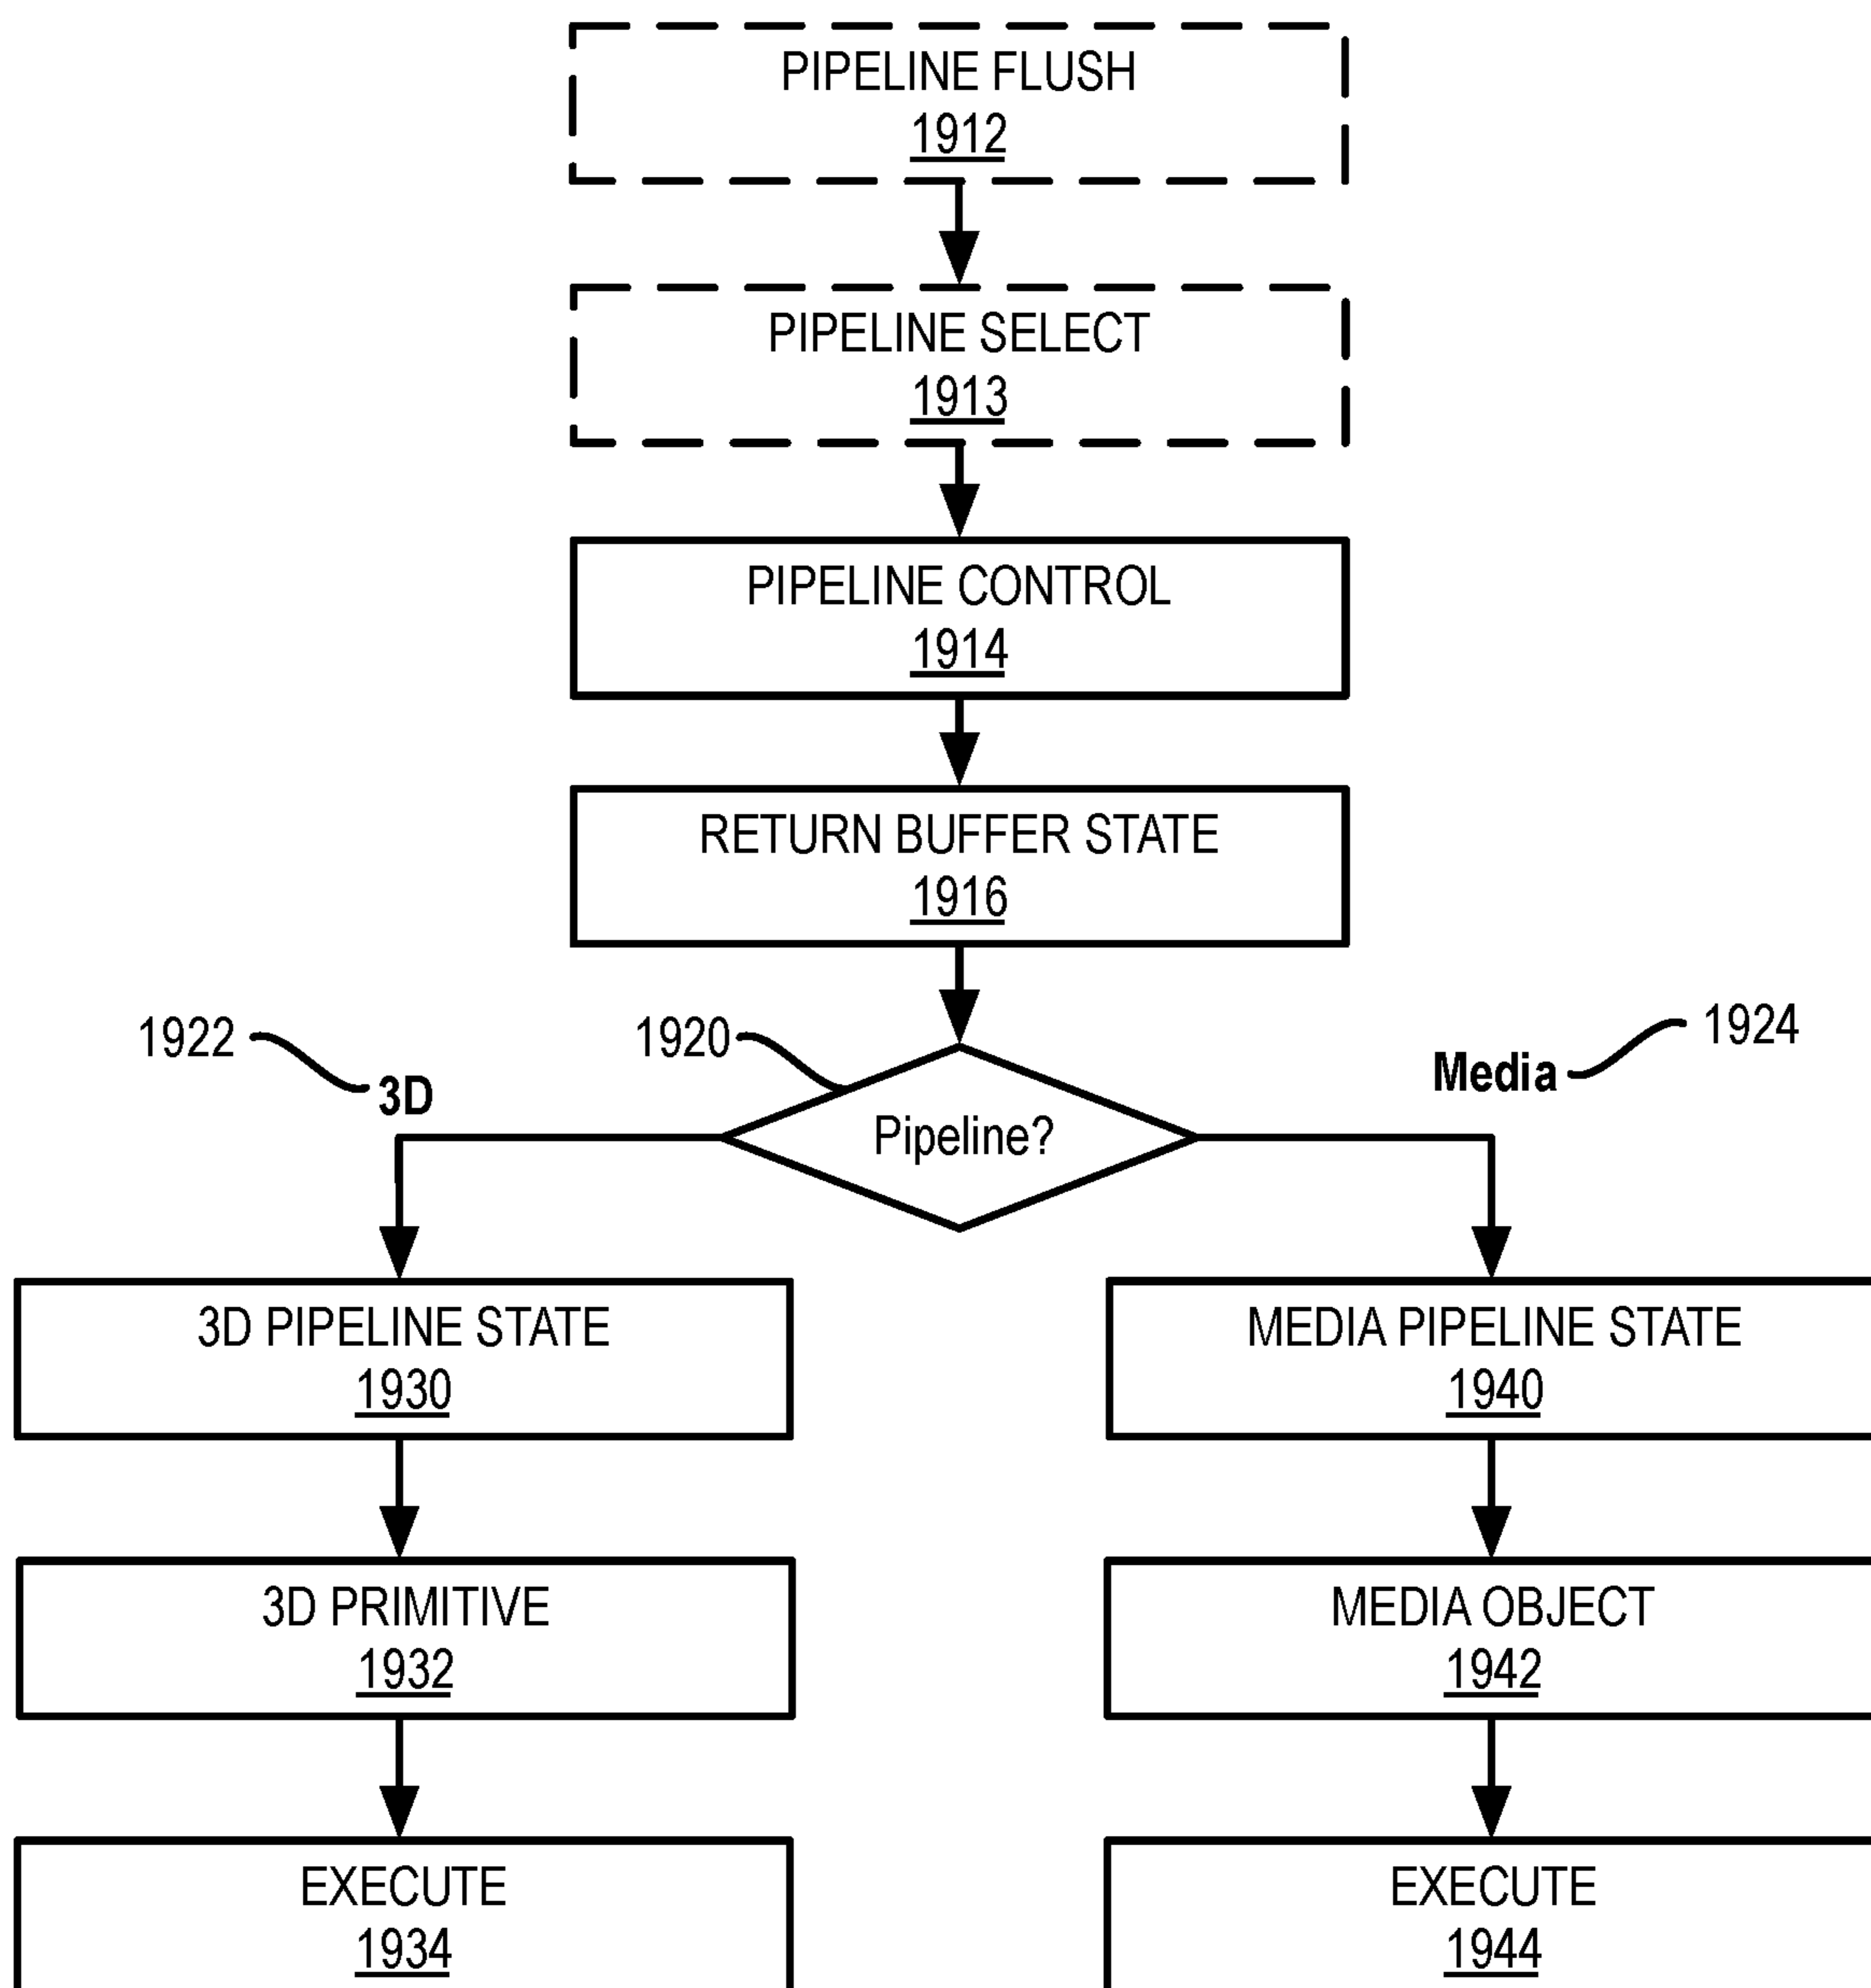 PIPELINE FLUSH
1912
PIPELINE SELECT
1913
PIPELINE CONTROL
1914
RETURN BUFFER STATE
1916
1922
3D
1920
Pipeline?
Media
1924
3D PIPELINE STATE
1930
MEDIA PIPELINE STATE
1940
3D PRIMITIVE
1932
MEDIA OBJECT
1942
EXECUTE
1934
EXECUTE
1944